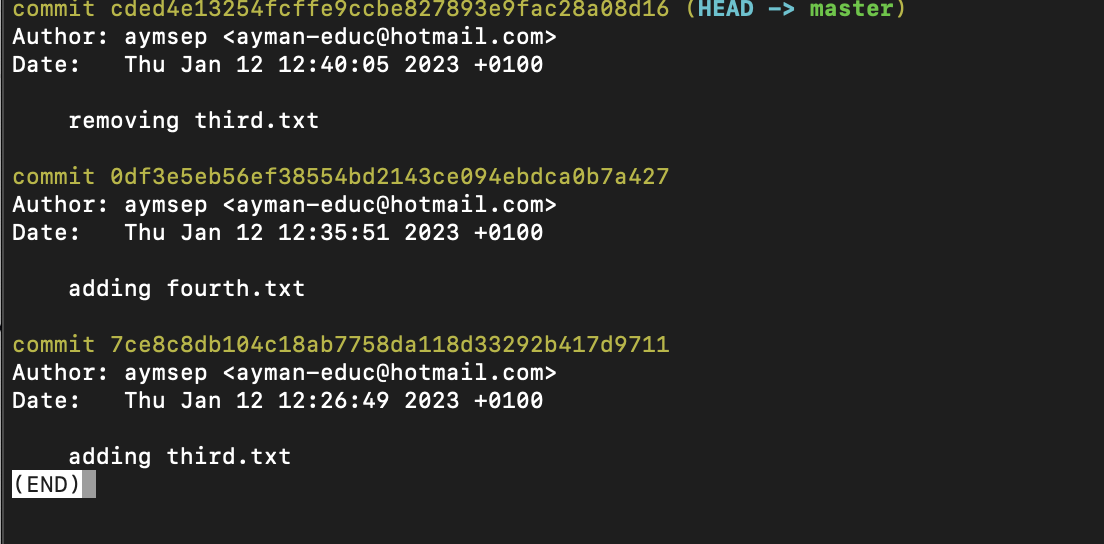 commit cded4e13254fcffe9ccbe827893e9fac28a08d16 (HEAD -> master)
Author: aymsep <ayman-educ@hotmail.com>
Date:   Thu Jan 12 12:40:05 2023 +0100
    removing third.txt
commit 0df3e5eb56ef38554bd2143ce094ebdca0b7a427
Author: aymsep <ayman-educ@hotmail.com>
Date:   Thu Jan 12 12:35:51 2023 +0100
    adding fourth.txt
commit 7ce8c8db104c18ab7758da118d33292b417d9711
Author: aymsep <ayman-educ@hotmail.com>
Date:   Thu Jan 12 12:26:49 2023 +0100
    adding third.txt
(END)